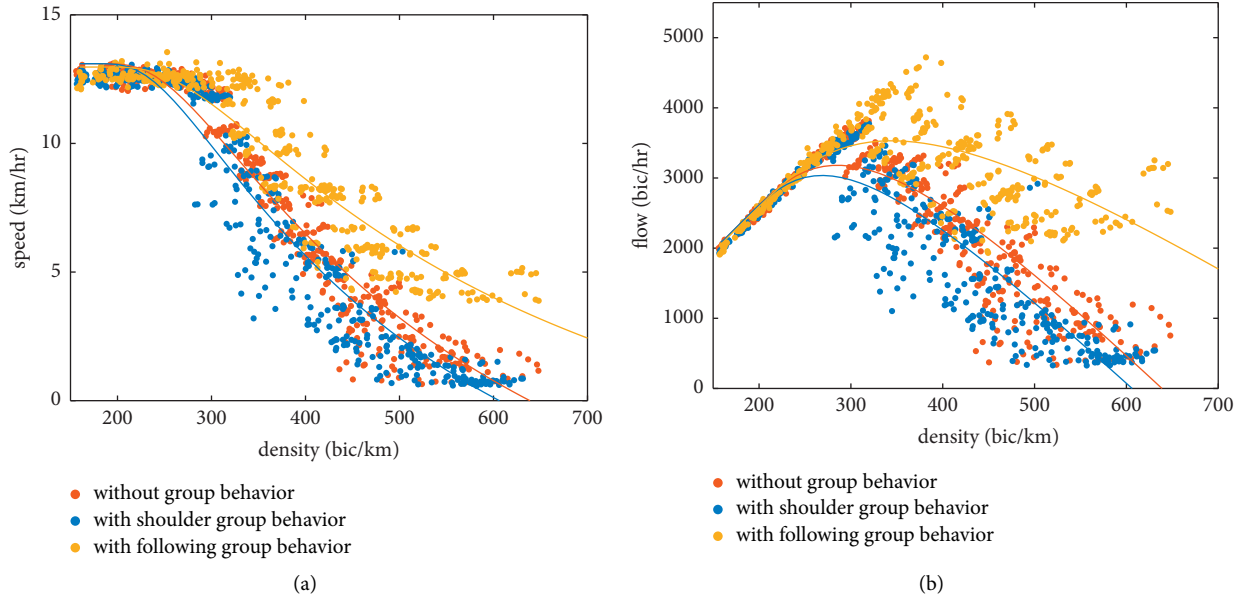 15
10
5
0
speed (km/hr)
200 300 400 500 600 700
density (bic/km)
without group behavior
with shoulder group behavior
with following group behavior
(a)
5000
4000
3000
2000
1000
0
flow (bic/hr)
200 300 400 500 600 700
density (bic/km)
without group behavior
with shoulder group behavior
with following group behavior
(b)